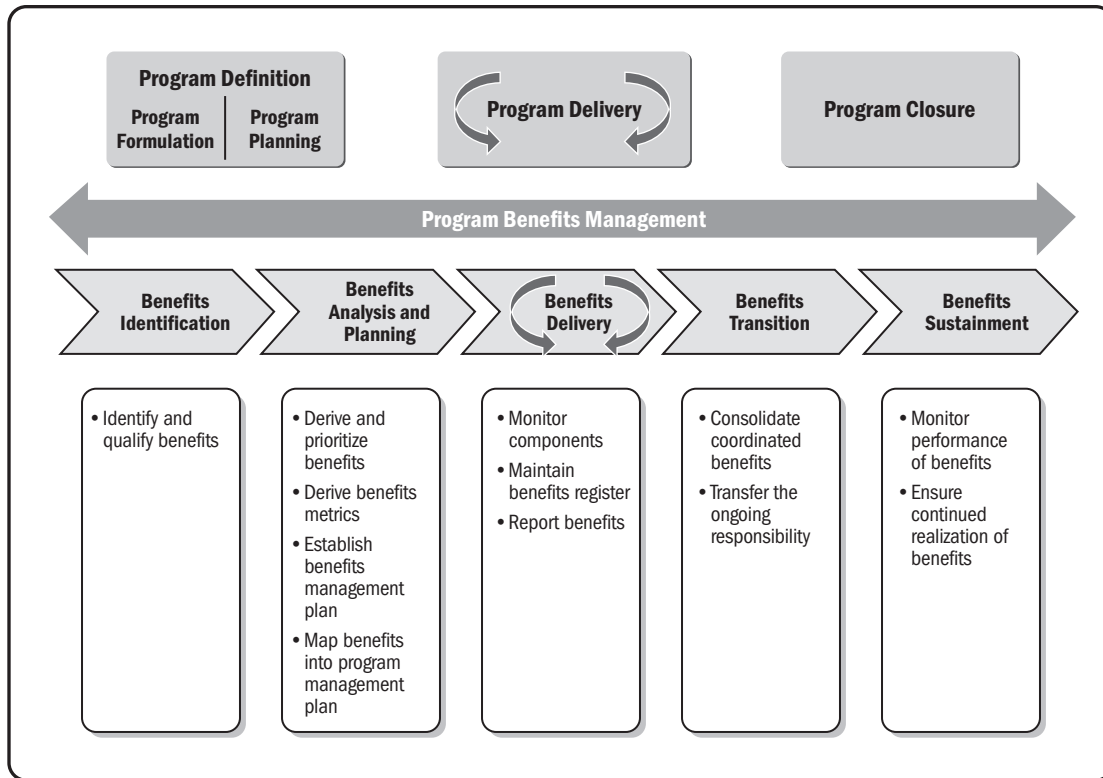 Program Definition
Program
Formulation
Program
Planning
Program Delivery
Program Closure
Program Benefits Management
Benefits
Identification
Benefits
Analysis and
Planning
Benefits
Delivery
Benefits
Transition
Benefits
Sustainment
• Identify and
qualify benefits
• Derive and
prioritize
benefits
• Derive benefits
metrics
• Establish
benefits
management
plan
• Map benefits
into program
management
plan
• Monitor
components
• Maintain
benefits register
• Report benefits
• Consolidate
coordinated
benefits
• Transfer the
ongoing
responsibility
• Monitor
performance
of benefits
• Ensure
continued
realization of
benefits